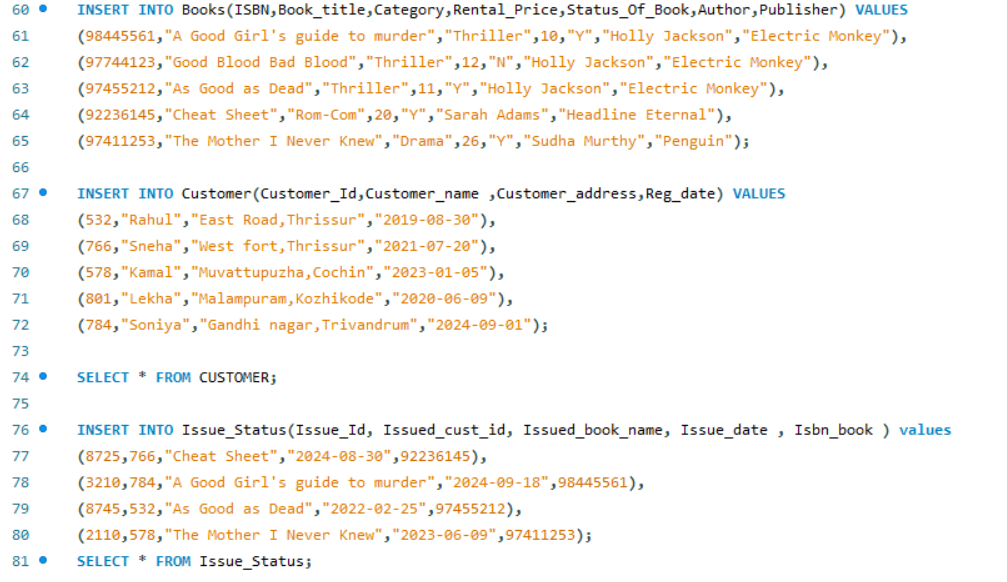 60 INSERT INTO Books(ISBN,Book_title,Category,Rental_Price,Status_Of_Book,Author,Publisher) VALUES
61 (98445561,"A Good Girl's guide to murder","Thriller",10,"Y","Holly Jackson","Electric Monkey"),
62 (97744123,"Good Blood Bad Blood","Thriller",12,"N","Holly Jackson","Electric Monkey"),
63 (97455212,"As Good as Dead","Thriller",11,"Y","Holly Jackson","Electric Monkey"),
64 (92236145,"Cheat Sheet","Rom-Com",20,"Y","Sarah Adams","Headline Eternal"),
65 (97411253,"The Mother I Never Knew","Drama",26,"Y","Sudha Murthy","Penguin");
66
67 INSERT INTO Customer(Customer_Id,Customer_name ,Customer_address,Reg_date) VALUES
68 (532,"Rahul","East Road,Thrissur","2019-08-30"),
69 (766,"Sneha","West fort,Thrissur","2021-07-20"),
70 (578,"Kamal","Muvattupuzha,Cochin","2023-01-05"),
71 (801,"Lekha","Malampuram,Kozhikode","2020-06-09"),
72 (784,"Soniya","Gandhi nagar,Trivandrum","2024-09-01");
73
74 SELECT * FROM CUSTOMER;
75
76 INSERT INTO Issue_Status(Issue_Id, Issued_cust_id, Issued_book_name, Issue_date , Isbn_book ) values
77 (8725,766,"Cheat Sheet","2024-08-30",92236145),
78 (3210,784,"A Good Girl's guide to murder","2024-09-18",98445561),
79 (8745,532,"As Good as Dead","2022-02-25",97455212),
80 (2110,578,"The Mother I Never Knew","2023-06-09",97411253);
81 SELECT * FROM Issue_Status;